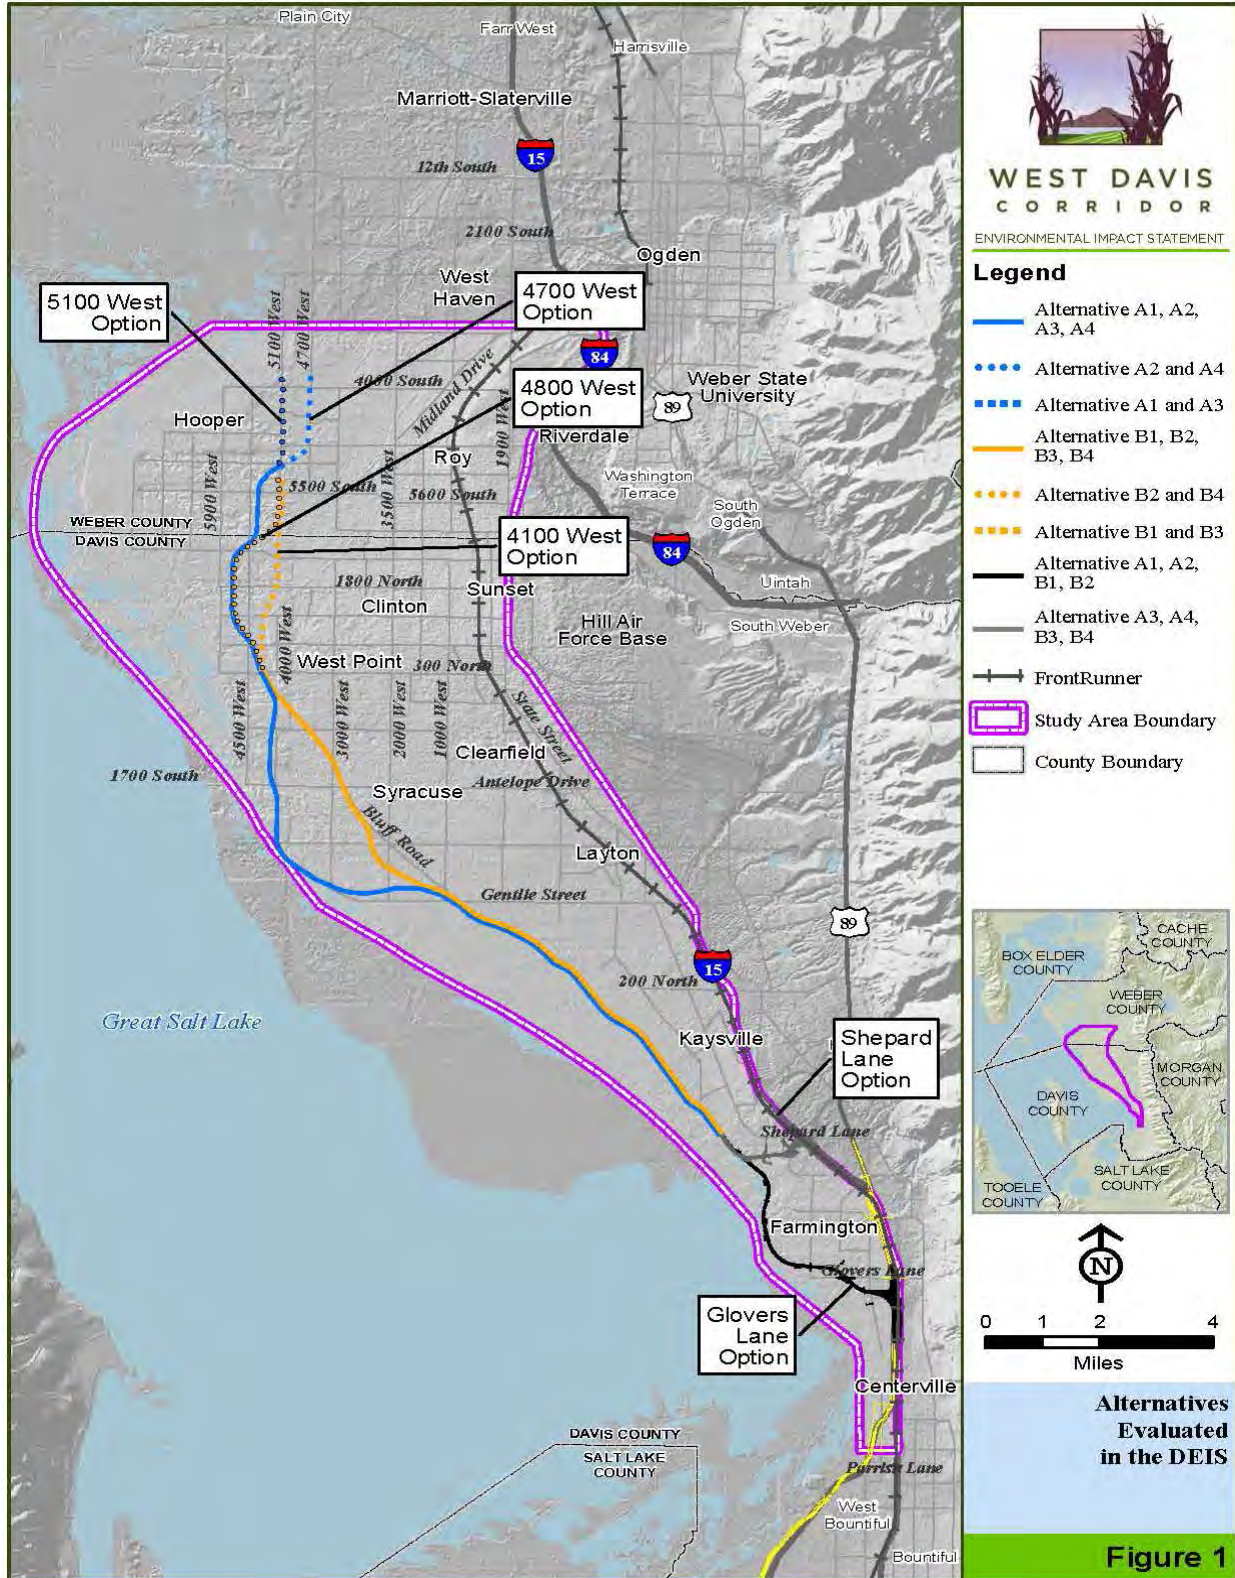 Plain City
Farr West
Harrisville
Marriott-Slaterville
15
12th South
2100 South
Ogden
West
Haven
5100 West
Option
4700 West
Option
5100 West
4700 West
84
4000 South
Midland Drive
4800 West
Option
89
Weber State
University
Hooper
1900 West
Riverdale
Roy
Washington
Terrace
5900 West
5500 South
3500 West
5600 South
South
Ogden
WEBER COUNTY
DAVIS COUNTY
4100 West
Option
84
1800 North
Sunset
Uintah
Clinton
Hill Air
Force Base
South Weber
4000 West
West Point
300 North
4500 West
3000 West
2000 West
1000 West
State Street
Clearfield
1700 South
Antelope Drive
Syracuse
Bluff Road
Layton
Gentile Street
89
15
200 North
Great Salt Lake
Kaysville
Shepard
Lane
Option
Shepard Lane
Farmington
Glovers Lane
Glovers
Lane
Option
Centerville
DAVIS COUNTY
SALT LAKE
COUNTY
Parrish Lane
West
Bountiful
Bountiful
WEST DAVIS
CORRIDOR
ENVIRONMENTAL IMPACT STATEMENT
Legend
Alternative A1, A2,
A3, A4
Alternative A2 and A4
Alternative A1 and A3
Alternative B1, B2,
B3, B4
Alternative B2 and B4
Alternative B1 and B3
Alternative A1, A2,
B1, B2
Alternative A3, A4,
B3, B4
FrontRunner
Study Area Boundary
County Boundary
CACHE
COUNTY
BOX ELDER
COUNTY
WEBER
COUNTY
MORGAN
COUNTY
DAVIS
COUNTY
SALT LAKE
COUNTY
TOOELE
COUNTY
N
0 1 2 4
Miles
Alternatives
Evaluated
in the DEIS
Figure 1